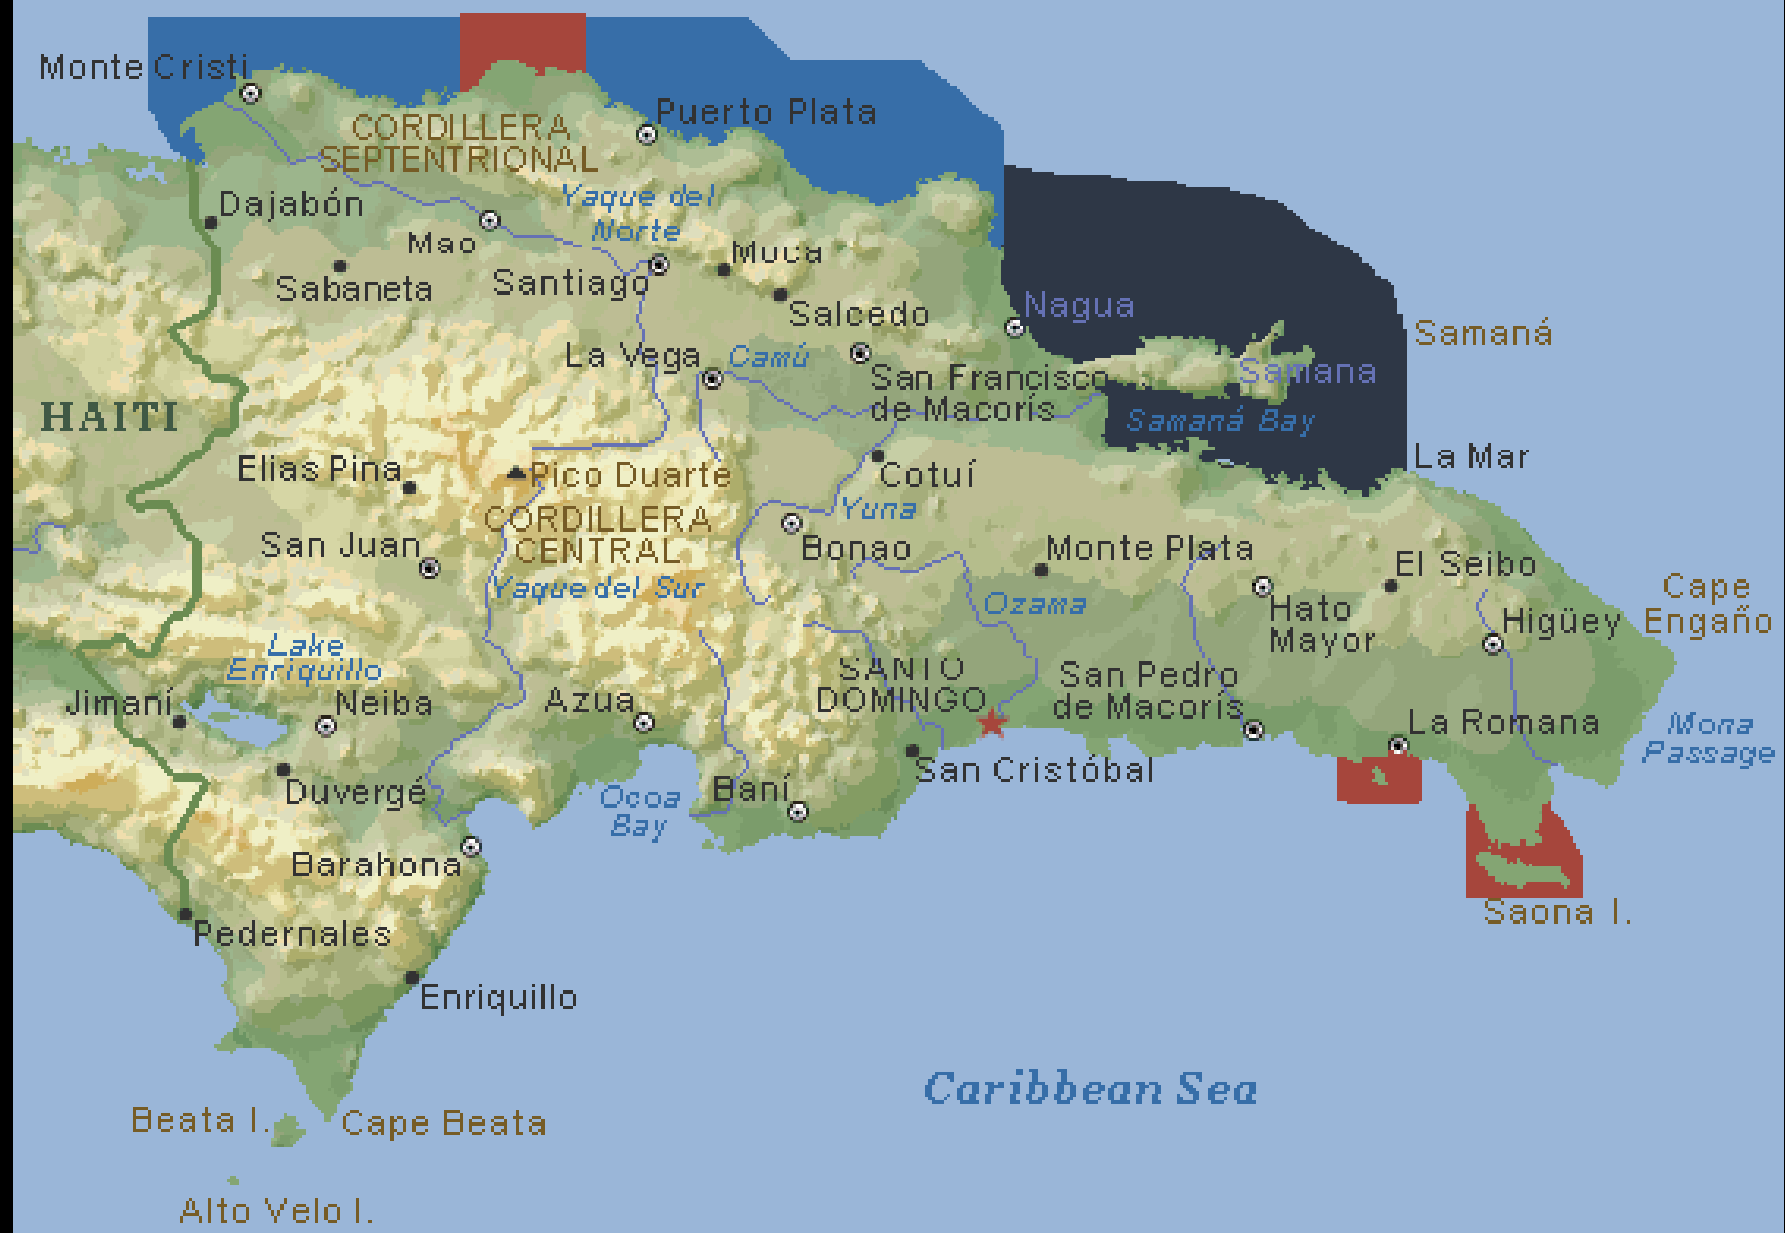 Monte Cristi
Puerto Plata
CORDILLERA
SEPTENTRIONAL
Yaque del
Norte
Dajabón
Mao
Moca
Sabaneta
Santiago
Salcedo
Nagua
Samaná
La Vega
Camú
San Francisco
de Macorís
Samana
Samaná Bay
HAITI
La Mar
Elias Pina
Pico Duarte
Cotuí
Yuna
CORDILLERA
CENTRAL
San Juan
Bonao
Monte Plata
El Seibo
Yaque del Sur
Ozama
Hato
Mayor
Higüey
Cape
Engaño
Lake
Enriquillo
SANTO
DOMINGO
San Pedro
de Macorís
Jimaní
Neiba
Azua
La Romana
Mona
Passage
San Cristóbal
Duvergé
Ocoa
Bay
Baní
Barahona
Saona I.
Pedernales
Enriquillo
Caribbean Sea
Beata I.
Cape Beata
Alto Velo I.